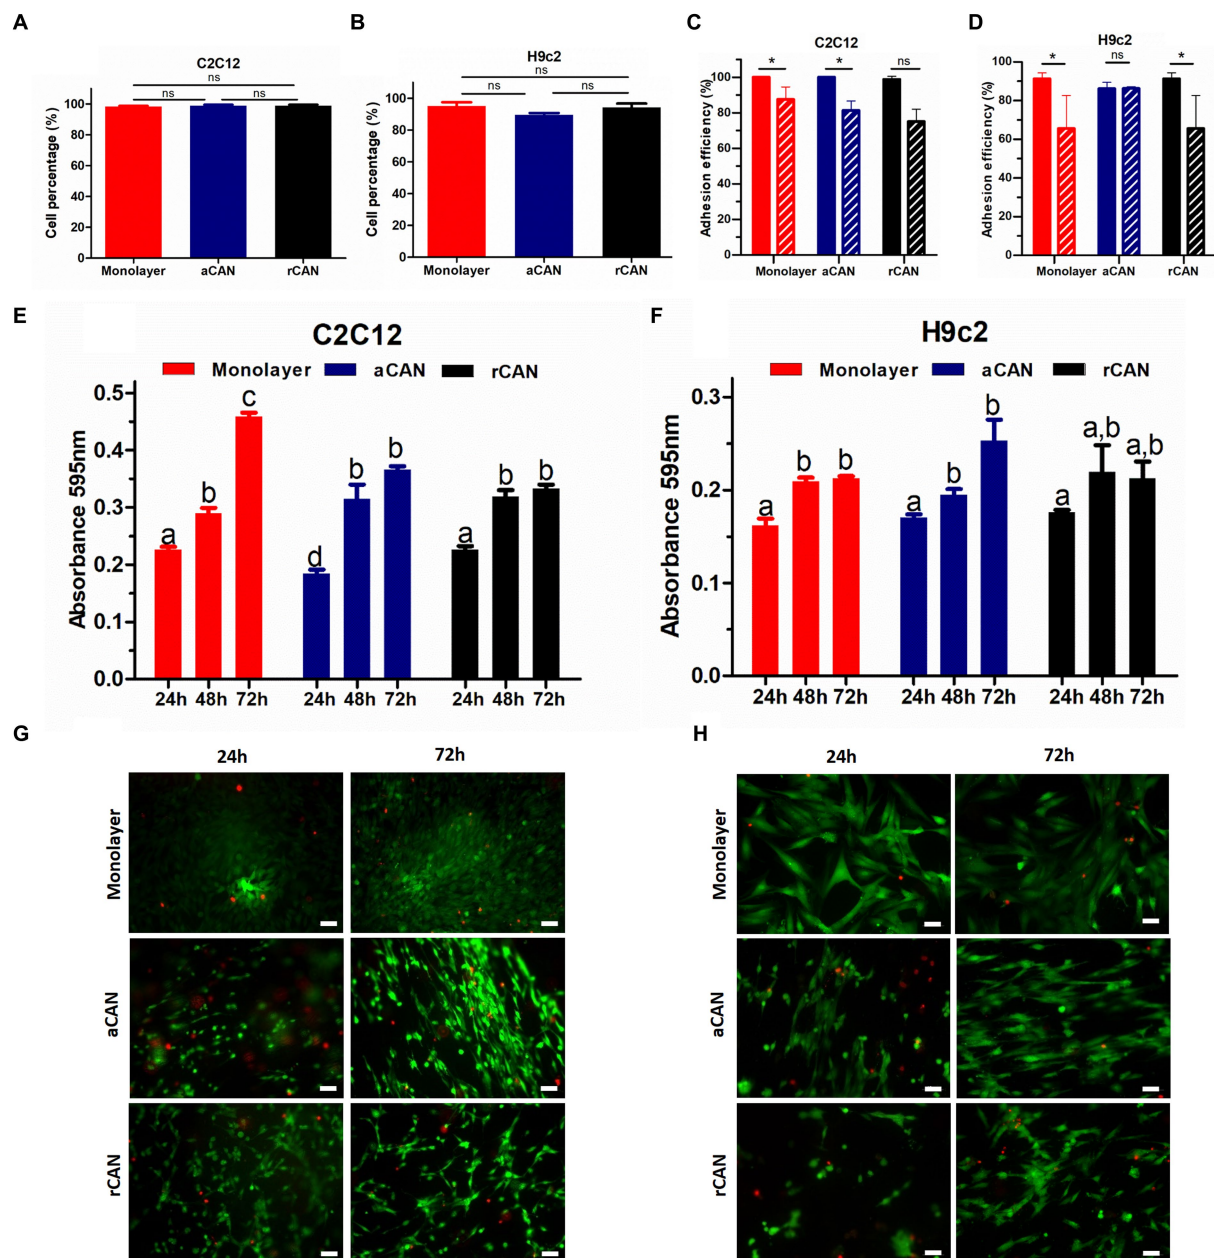 A
C2C12
ns
ns
ns
Cell percentage (%)
100
80
60
40
20
0
Monolayer
aCAN
rCAN
B
H9c2
ns
ns
ns
Cell percentage (%)
100
80
60
40
20
0
Monolayer
aCAN
rCAN
C
C2C12
*
*
ns
Adhesion efficiency (%)
100
80
60
40
20
0
Monolayer
aCAN
rCAN
D
H9c2
*
ns
*
Adhesion efficiency (%)
100
80
60
40
20
0
Monolayer
aCAN
rCAN
E
C2C12
Monolayer
aCAN
rCAN
Absorbance 595nm
0.5
0.4
0.3
0.2
0.1
0.0
a
b
c
d
b
b
a
b
b
24h 48h 72h
24h 48h 72h
24h 48h 72h
F
H9c2
Monolayer
aCAN
rCAN
Absorbance 595nm
0.3
0.2
0.1
0.0
a
b
b
a
b
b
a
a,b
a,b
24h 48h 72h
24h 48h 72h
24h 48h 72h
G
24h
72h
Monolayer
aCAN
rCAN
H
24h
72h
Monolayer
aCAN
rCAN